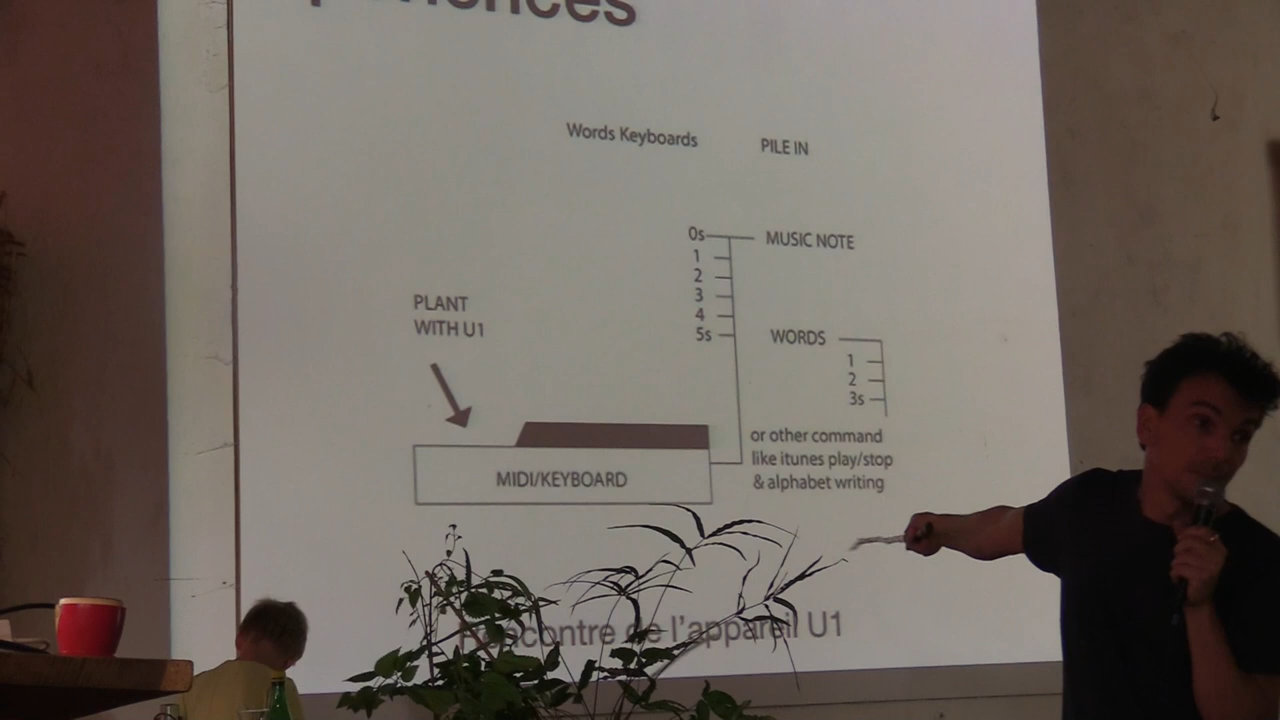 Words Keyboards
PILE IN
0s
MUSIC NOTE
1
2
3
4
5s
PLANT
WITH U1
WORDS
1
2
3s
or other command
like itunes play/stop
& alphabet writing
MIDI/KEYBOARD
Rencontre de l'appareil U1